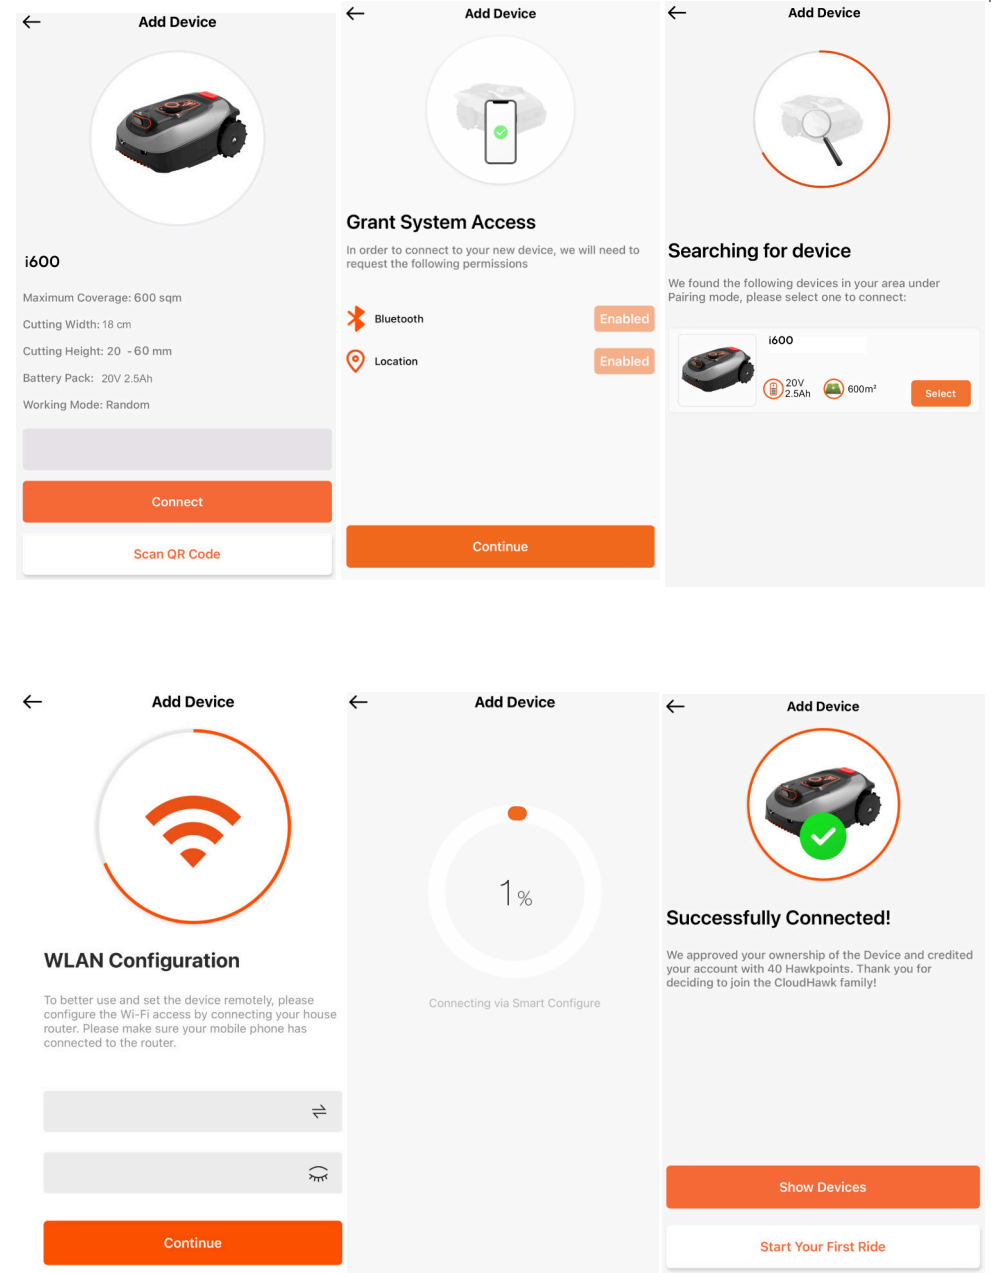 Add Device
i600
Maximum Coverage: 600 sqm
Cutting Width: 18 cm
Cutting Height: 20 - 60 mm
Battery Pack: 20V 2.5Ah
Working Mode: Random
Connect
Scan QR Code
Add Device
Grant System Access
In order to connect to your new device, we will need to
request the following permissions
Bluetooth
Enabled
Location
Enabled
Continue
Add Device
Searching for device
We found the following devices in your area under
Pairing mode, please select one to connect:
i600
20V
2.5Ah
600m²
Select
Add Device
WLAN Configuration
To better use and set the device remotely, please
configure the Wi-Fi access by connecting your house
router. Please make sure your mobile phone has
connected to the router.
Continue
Add Device
1%
Connecting via Smart Configure
Add Device
Successfully Connected!
We approved your ownership of the Device and credited
your account with 40 Hawkpoints. Thank you for
deciding to join the CloudHawk family!
Show Devices
Start Your First Ride